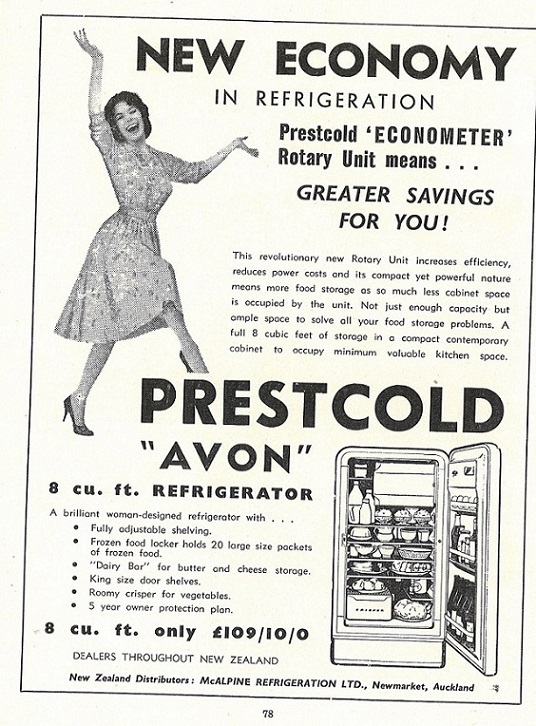 NEW ECONOMY
IN REFRIGERATION
Prestcold 'ECONOMETER'
Rotary Unit means . . .
GREATER SAVINGS
FOR YOU!
This revolutionary new Rotary Unit increases efficiency,
reduces power costs and its compact yet powerful nature
means more food storage as so much less cabinet space
is occupied by the unit. Not just enough capacity but
ample space to solve all your food storage problems. A
full 8 cubic feet of storage in a compact contemporary
cabinet to occupy minimum valuable kitchen space.
PRESTCOLD
"AVON"
8 cu. ft. REFRIGERATOR
A brilliant woman-designed refrigerator with . . .
• Fully adjustable shelving.
• Frozen food locker holds 20 large size packets
of frozen food.
• "Dairy Bar" for butter and cheese storage.
• King size door shelves.
• Roomy crisper for vegetables.
• 5 year owner protection plan.
8 cu. ft. only £109/10/0
DEALERS THROUGHOUT NEW ZEALAND
New Zealand Distributors: McALPINE REFRIGERATION LTD., Newmarket, Auckland
78